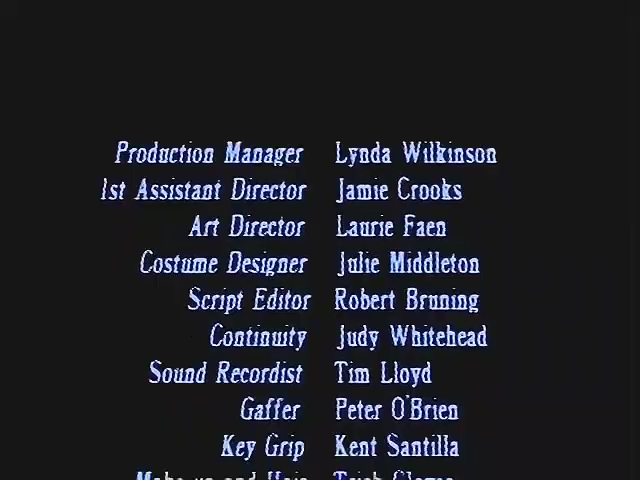 Production Manager Lynda Wilkinson
1st Assistant Director Jamie Crooks
Art Director Laurie Faen
Costume Designer Julie Middleton
Script Editor Robert Bruning
Continuity Judy Whitehead
Sound Recordist Tim Lloyd
Gaffer Peter O'Brien
Key Grip Kent Santilla